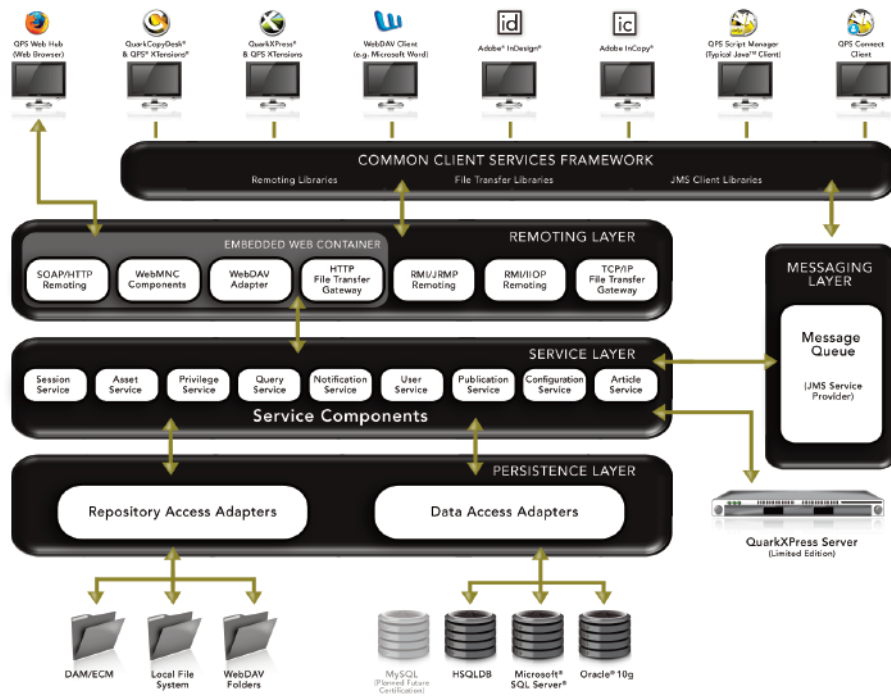 QPS Web Hub
(Web Browser)
QuarkCopyDesk®
& QPS® XTensions®
QuarkXPress®
& QPS XTensions
WebDAV Client
(e.g. Microsoft Word)
Adobe® InDesign®
Adobe InCopy®
QPS Script Manager
(Typical Java™ Client)
QPS Connect
Client
W
id
ic
COMMON CLIENT SERVICES FRAMEWORK
Remoting Libraries
File Transfer Libraries
JMS Client Libraries
REMOTING LAYER
EMBEDDED WEB CONTAINER
SOAP/HTTP
Remoting
WebMNC
Components
WebDAV
Adapter
HTTP
File Transfer
Gateway
RMI/JRMP
Remoting
RMI/IIOP
Remoting
TCP/IP
File Transfer
Gateway
MESSAGING
LAYER
Message
Queue
(JMS Service
Provider)
SERVICE LAYER
Session
Service
Asset
Service
Privilege
Service
Query
Service
Notification
Service
User
Service
Publication
Service
Configuration
Service
Article
Service
Service Components
PERSISTENCE LAYER
Repository Access Adapters
Data Access Adapters
QuarkXPress Server
(Limited Edition)
DAM/ECM
Local File
System
WebDAV
Folders
MySQL
(Planned Future
Certification)
HSQLDB
Microsoft®
SQL Server®
Oracle® 10g